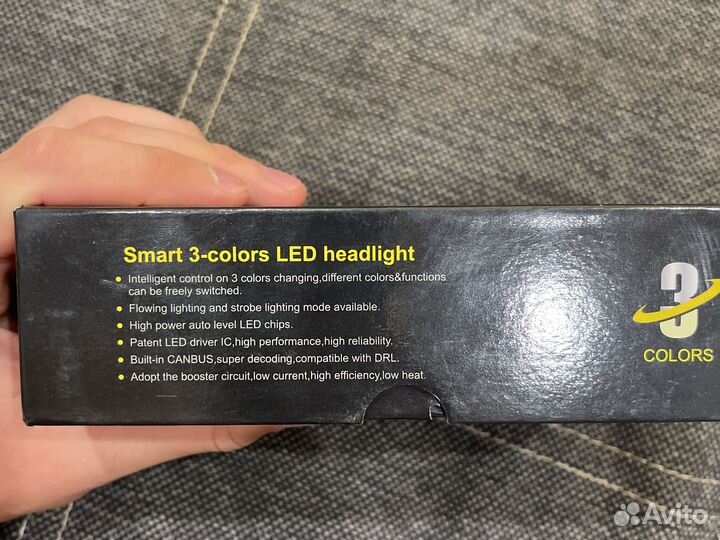 Smart 3-colors LED headlight
Intelligent control on 3 colors changing,different colors&functions
can be freely switched.
Flowing lighting and strobe lighting mode available.
High power auto level LED chips.
Patent LED driver IC,high performance,high reliability.
Built-in CANBUS,super decoding,compatible with DRL.
Adopt the booster circuit,low current,high efficiency,low heat.
3
COLORS
Avito